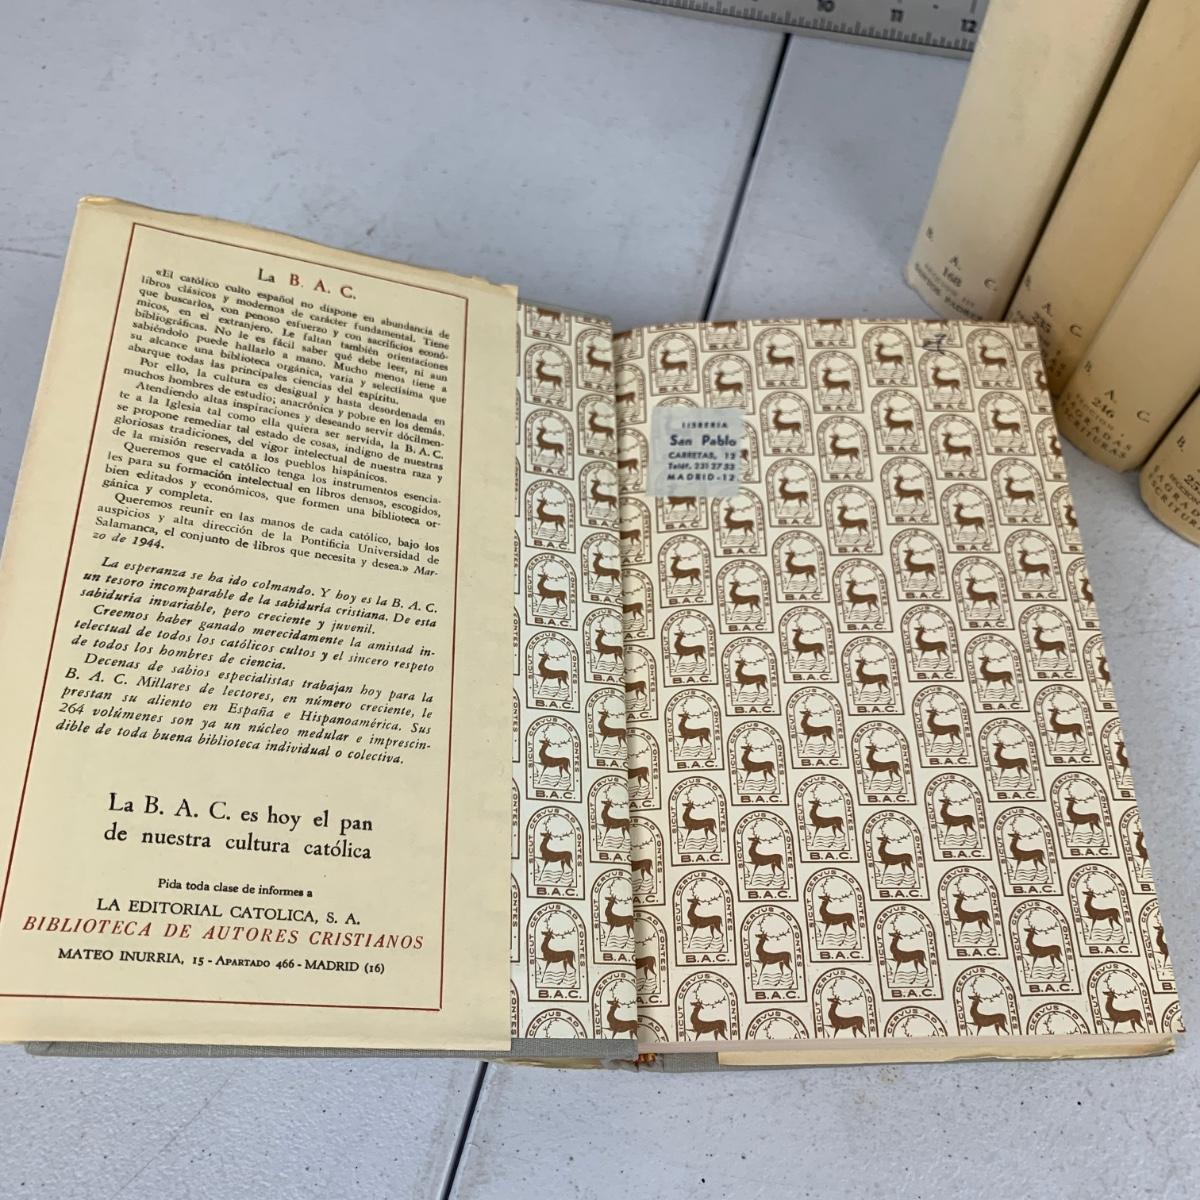 La B. A. C.
«El católico culto español no dispone en abundancia de
libros clásicos y modernos de carácter fundamental. Tiene
que buscarlos, con penoso esfuerzo y con sacrificios econó-
micos, en el extranjero. Le faltan también orientaciones
bibliográficas. No le es fácil saber qué debe leer, ni aun
sabiéndolo puede hallarlo a mano. Mucho menos tiene a
su alcance una biblioteca orgánica, varia y selectísima que
abarque todas las principales ciencias del espíritu.
Por ello, la cultura es desigual y hasta desordenada en
muchos hombres de estudio; anacrónica y pobre en los demás.
Atendiendo altas inspiraciones y deseando servir dócilmen-
te a la Iglesia tal como ella quiera ser servida, la B. A. C.
se propone remediar tal estado de cosas, indigno de nuestras
gloriosas tradiciones, del vigor intelectual de nuestra raza y
de la misión reservada a los pueblos hispánicos.
Queremos que el católico tenga los instrumentos esencia-
les para su formación intelectual en libros densos, escogidos,
bien editados y económicos, que formen una biblioteca or-
gánica y completa.
Queremos reunir en las manos de cada católico, bajo los
auspicios y alta dirección de la Pontificia Universidad de
Salamanca, el conjunto de libros que necesita y desea.» Mar-
zo de 1944.
La esperanza se ha ido colmando. Y hoy es la B. A. C.
un tesoro incomparable de la sabiduría cristiana. De esta
sabiduría invariable, pero creciente y juvenil.
Creemos haber ganado merecidamente la amistad in-
telectual de todos los católicos cultos y el sincero respeto
de todos los hombres de ciencia.
Decenas de sabios especialistas trabajan hoy para la
B. A. C. Millares de lectores, en número creciente, le
prestan su aliento en España e Hispanoamérica. Sus
264 volúmenes son ya un núcleo medular e imprescin-
dible de toda buena biblioteca individual o colectiva.
La B. A. C. es hoy el pan
de nuestra cultura católica
Pida toda clase de informes a
LA EDITORIAL CATOLICA, S. A.
BIBLIOTECA DE AUTORES CRISTIANOS
MATEO INURRIA, 15 - APARTADO 466 - MADRID (16)
LIBRERIA
San Pablo
CARRETAS, 12
Teléf. 231 27 53
MADRID-12
SICUT CERVUS AD FONTES
B.A.C.
10 11 12
B. A. C.
168
SANTOS PADRES
B. A. C.
235
B. A. C.
246
SAGRADAS
ESCRITURAS
B.